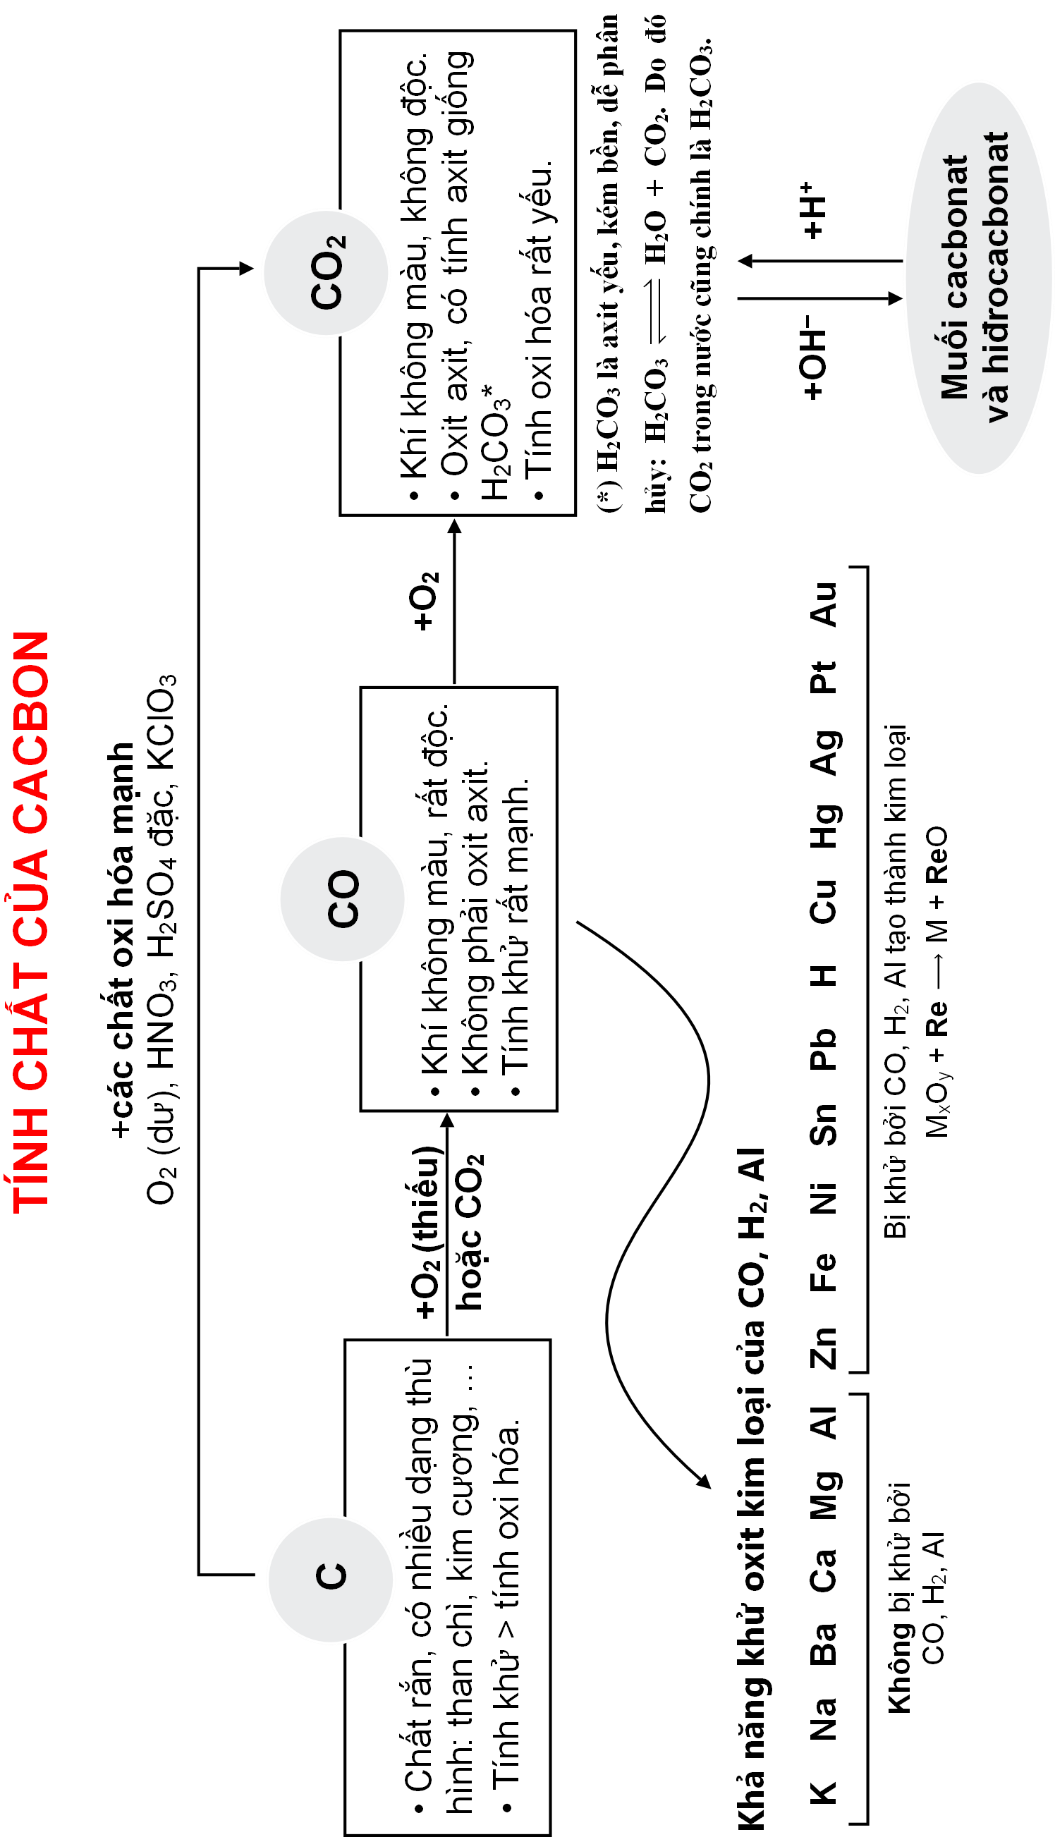 TÍNH CHẤT CỦA CACBON
+các chất oxi hóa mạnh
O₂ (dư), HNO₃, H₂SO₄ đặc, KClO₃
C
• Chất rắn, có nhiều dạng thù
hình: than chì, kim cương, …
• Tính khử > tính oxi hóa.
+O₂ (thiếu)
hoặc CO₂
CO
• Khí không màu, rất độc.
• Không phải oxit axit.
• Tính khử rất mạnh.
+O₂
CO₂
• Khí không màu, không độc.
• Oxit axit, có tính axit giống
H₂CO₃*
• Tính oxi hóa rất yếu.
(*) H₂CO₃ là axit yếu, kém bền, dễ phân
hủy: H₂CO₃ ⇌ H₂O + CO₂. Do đó
CO₂ trong nước cũng chính là H₂CO₃.
+OH⁻
+H⁺
Muối cacbonat
và hiđrocacbonat
Khả năng khử oxit kim loại của CO, H₂, Al
K Na Ba Ca Mg Al Zn Fe Ni Sn Pb H Cu Hg Ag Pt Au
Không bị khử bởi
CO, H₂, Al
Bị khử bởi CO, H₂, Al tạo thành kim loại
MₓOᵧ + Re ⟶ M + ReO